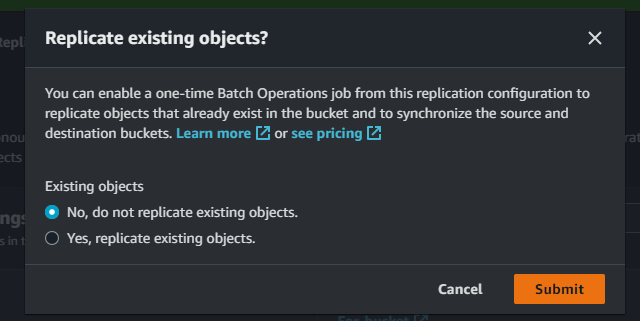 Replicate existing objects?
You can enable a one-time Batch Operations job from this replication configuration to
replicate objects that already exist in the bucket and to synchronize the source and
destination buckets. Learn more or see pricing
Existing objects
No, do not replicate existing objects.
Yes, replicate existing objects.
Cancel
Submit